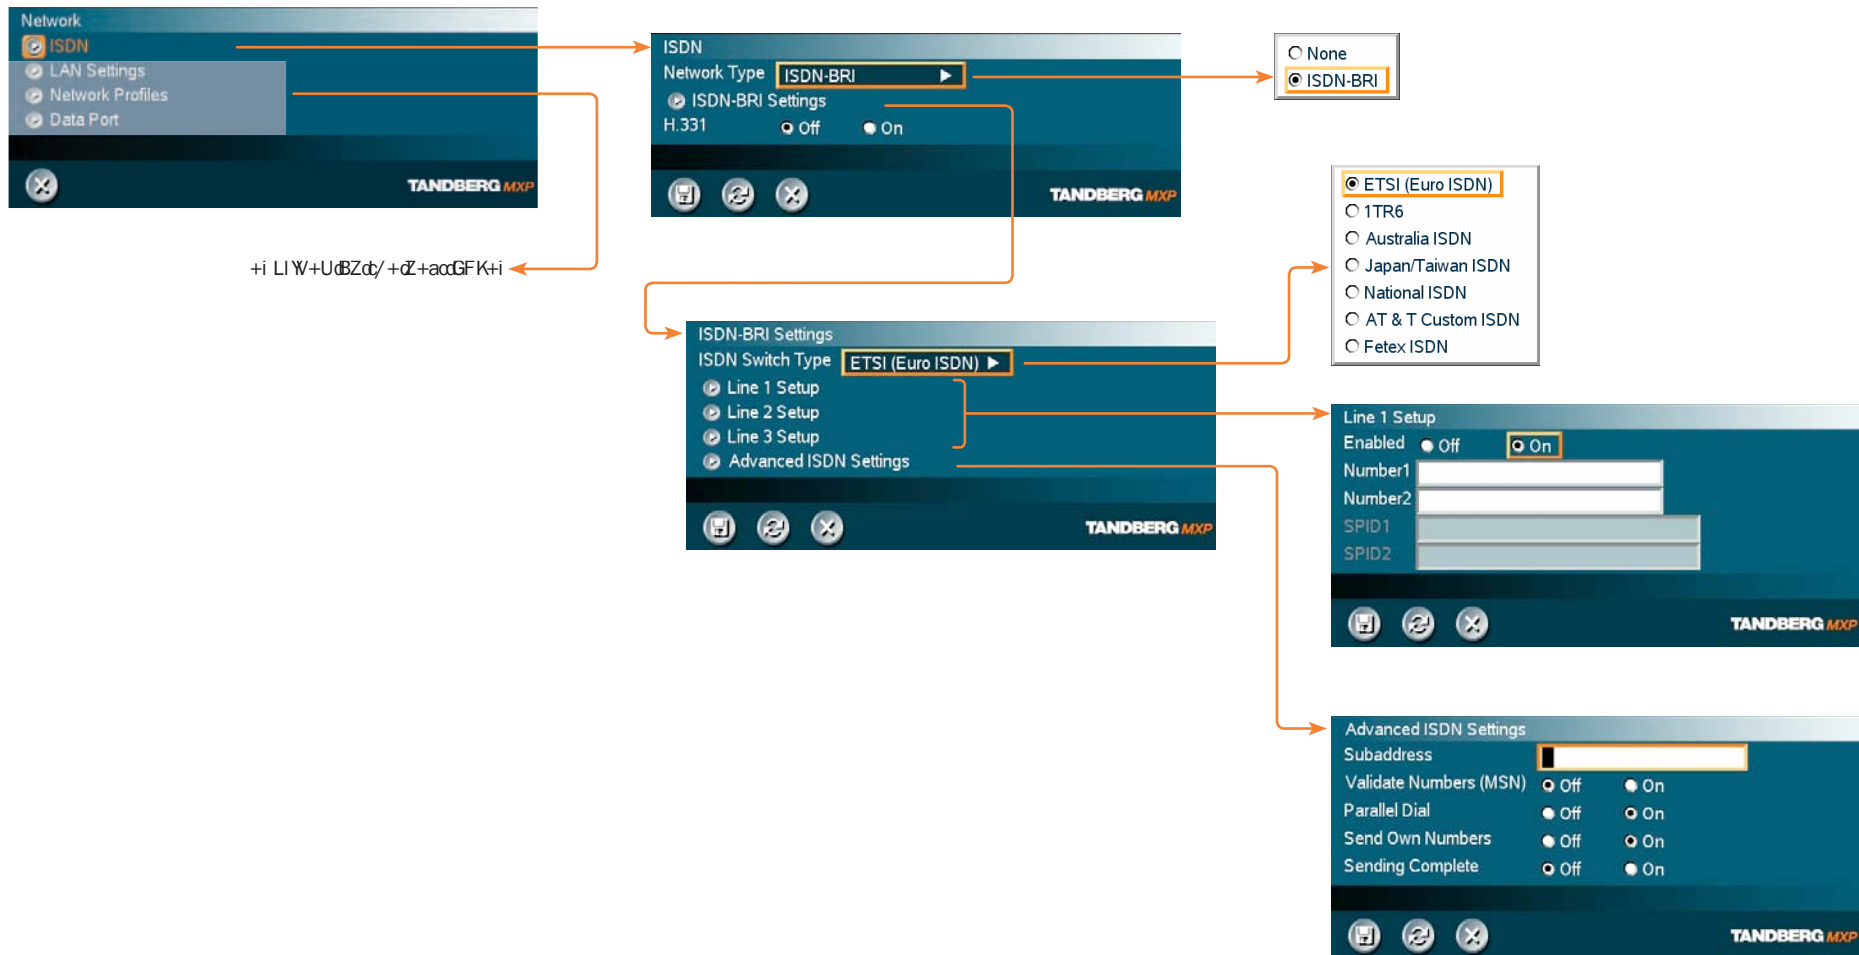 Network
ISDN
LAN Settings
Network Profiles
Data Port
TANDBERG MXP
ISDN
Network Type ISDN-BRI
ISDN-BRI Settings
H.331 Off On
TANDBERG MXP
None
ISDN-BRI
ETSI (Euro ISDN)
1TR6
Australia ISDN
Japan/Taiwan ISDN
National ISDN
AT & T Custom ISDN
Fetex ISDN
ISDN-BRI Settings
ISDN Switch Type ETSI (Euro ISDN)
Line 1 Setup
Line 2 Setup
Line 3 Setup
Advanced ISDN Settings
TANDBERG MXP
Line 1 Setup
Enabled Off On
Number1
Number2
SPID1
SPID2
TANDBERG MXP
Advanced ISDN Settings
Subaddress
Validate Numbers (MSN) Off On
Parallel Dial Off On
Send Own Numbers Off On
Sending Complete Off On
TANDBERG MXP